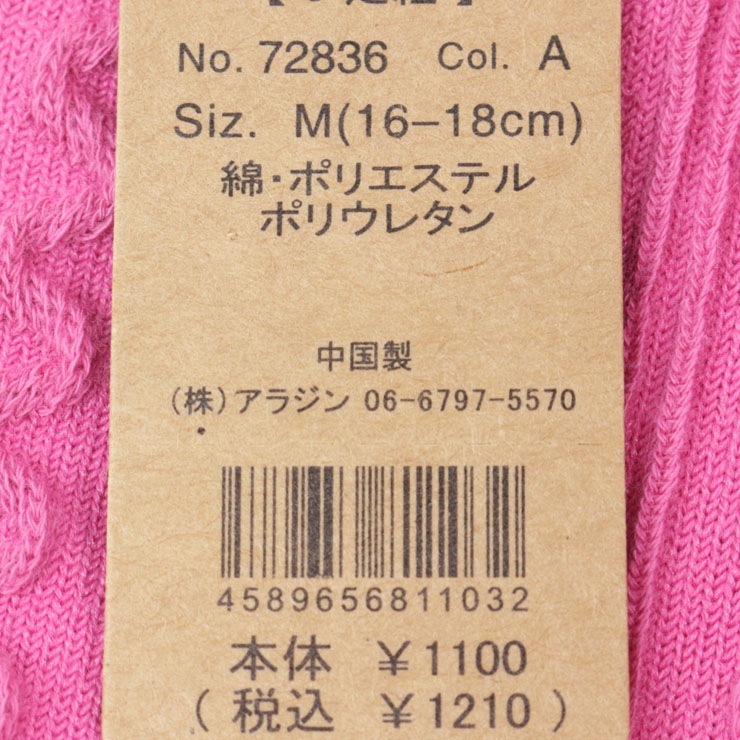 No. 72836 Col. A
Siz. M(16-18cm)
綿・ポリエステル
ポリウレタン
中国製
(株)アラジン 06-6797-5570
4589656811032
本体 ¥1100
(税込 ¥1210)